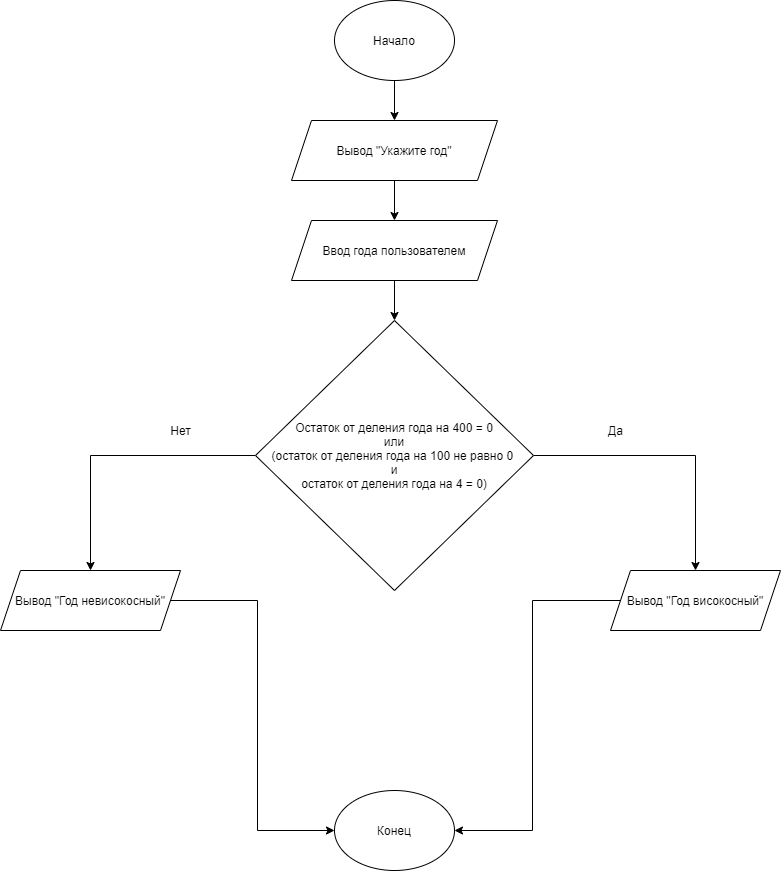 Начало
Вывод "Укажите год"
Ввод года пользователем
Остаток от деления года на 400 = 0
или
(остаток от деления года на 100 не равно 0
и
остаток от деления года на 4 = 0)
Нет
Да
Вывод "Год невисокосный"
Вывод "Год високосный"
Конец